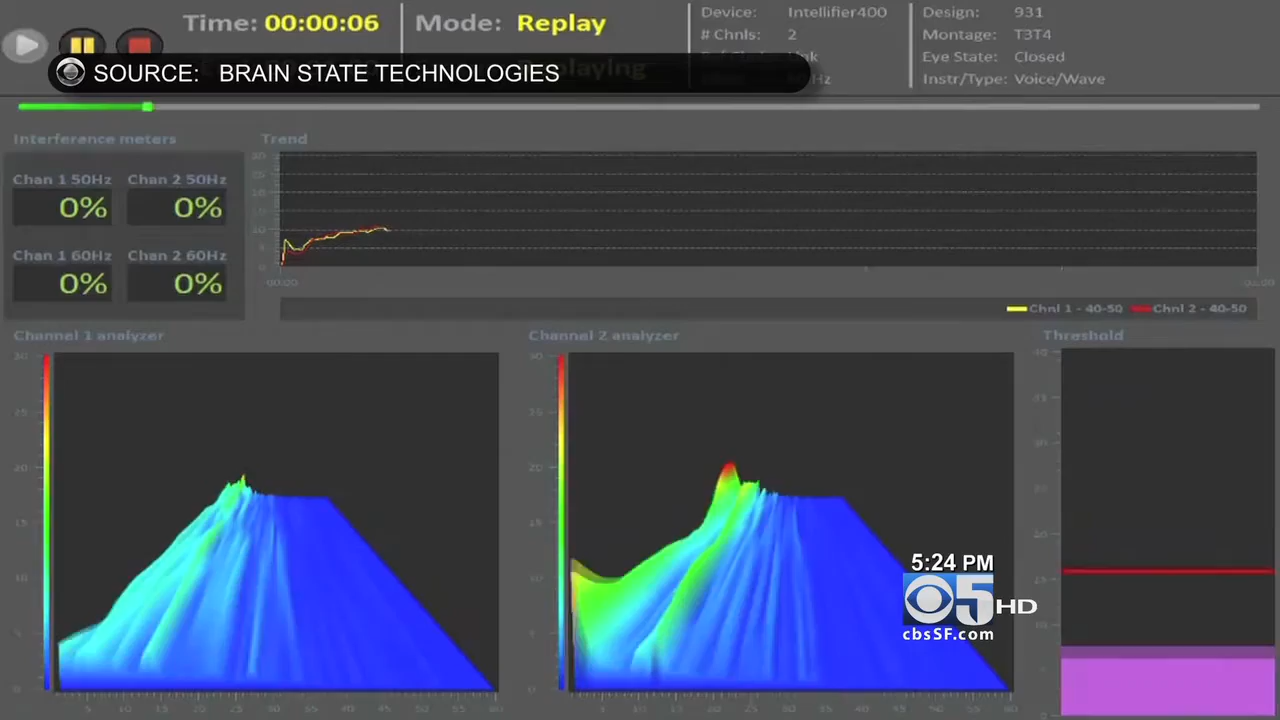 Time: 00:00:06
Mode: Replay
Device: Intellifier400
# Chnls: 2
Design: 931
Montage: T3T4
Eye State: Closed
Instr/Type: Voice/Wave
SOURCE: BRAIN STATE TECHNOLOGIES
Interference meters
Trend
Chan 1 50Hz Chan 2 50Hz
0% 0%
Chan 1 60Hz Chan 2 60Hz
0% 0%
00:00
Chnl 1 - 40-50 Chnl 2 - 40-50
Channel 1 analyzer
Channel 2 analyzer
Threshold
5:24 PM
5 HD
cbsSF.com